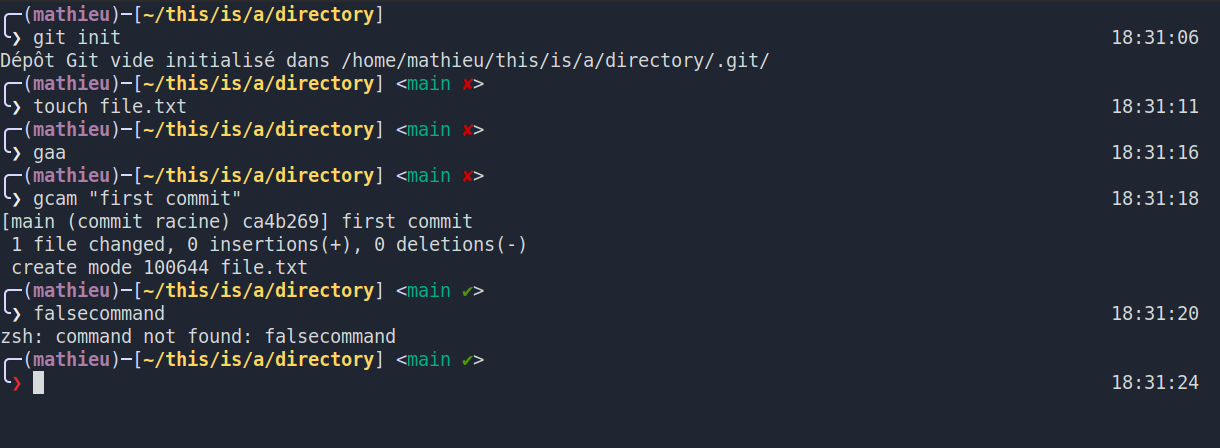 ╭─(mathieu)─[~/this/is/a/directory]
╰❯ git init 18:31:06
Dépôt Git vide initialisé dans /home/mathieu/this/is/a/directory/.git/
╭─(mathieu)─[~/this/is/a/directory] <main ✘>
╰❯ touch file.txt 18:31:11
╭─(mathieu)─[~/this/is/a/directory] <main ✘>
╰❯ gaa 18:31:16
╭─(mathieu)─[~/this/is/a/directory] <main ✘>
╰❯ gcam "first commit" 18:31:18
[main (commit racine) ca4b269] first commit
 1 file changed, 0 insertions(+), 0 deletions(-)
 create mode 100644 file.txt
╭─(mathieu)─[~/this/is/a/directory] <main ✔>
╰❯ falsecommand 18:31:20
zsh: command not found: falsecommand
╭─(mathieu)─[~/this/is/a/directory] <main ✔>
╰❯ 18:31:24